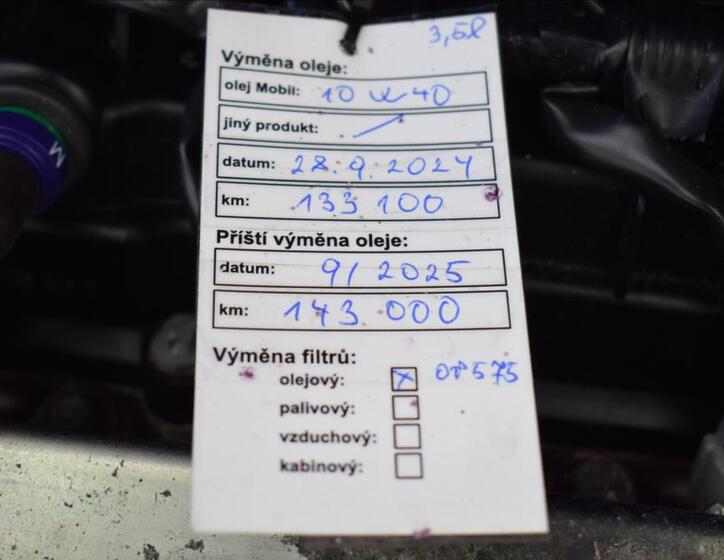 3,5l
Výměna oleje:
olej Mobil: 10 W 40
jiný produkt: /
datum: 28.9.2024
km: 133 100
Příští výměna oleje:
datum: 9/2025
km: 143.000
Výměna filtrů:
olejový: x OP575
palivový:
vzduchový:
kabinový:
M